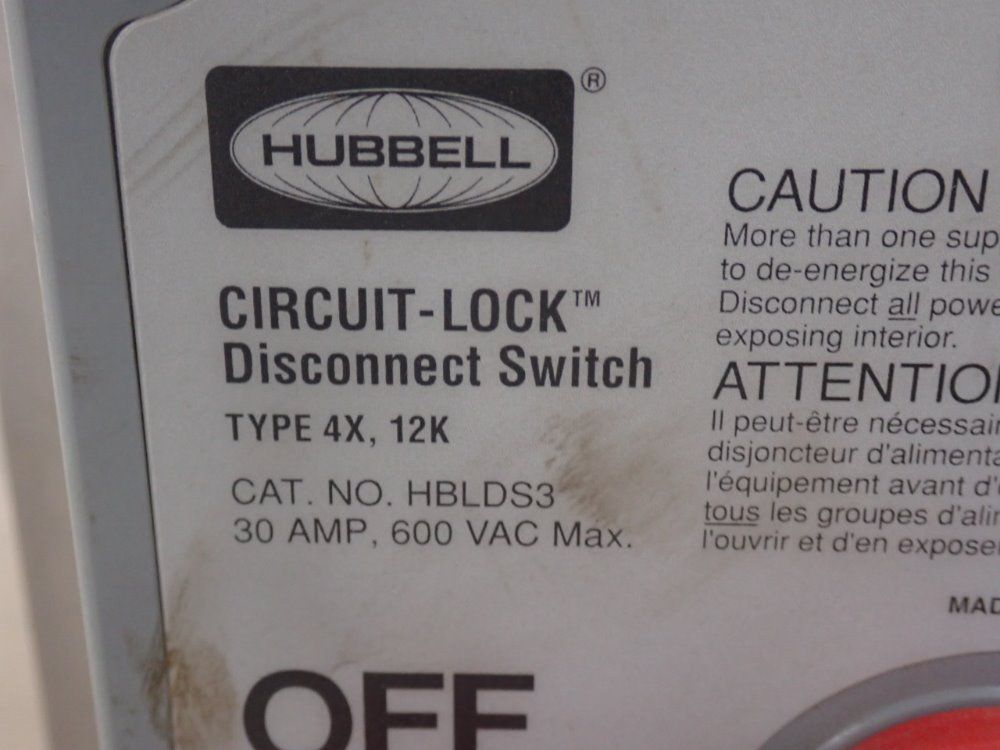 HUBBELL ®
CIRCUIT-LOCK™
Disconnect Switch
TYPE 4X, 12K
CAT. NO. HBLDS3
30 AMP, 600 VAC Max.
OFF
CAUTION
More than one sup
to de-energize this
Disconnect all powe
exposing interior.
ATTENTIO
Il peut-être nécessair
disjoncteur d'alimenta
l'équipement avant d'
tous les groupes d'alim
l'ouvrir et d'en expose
MAD